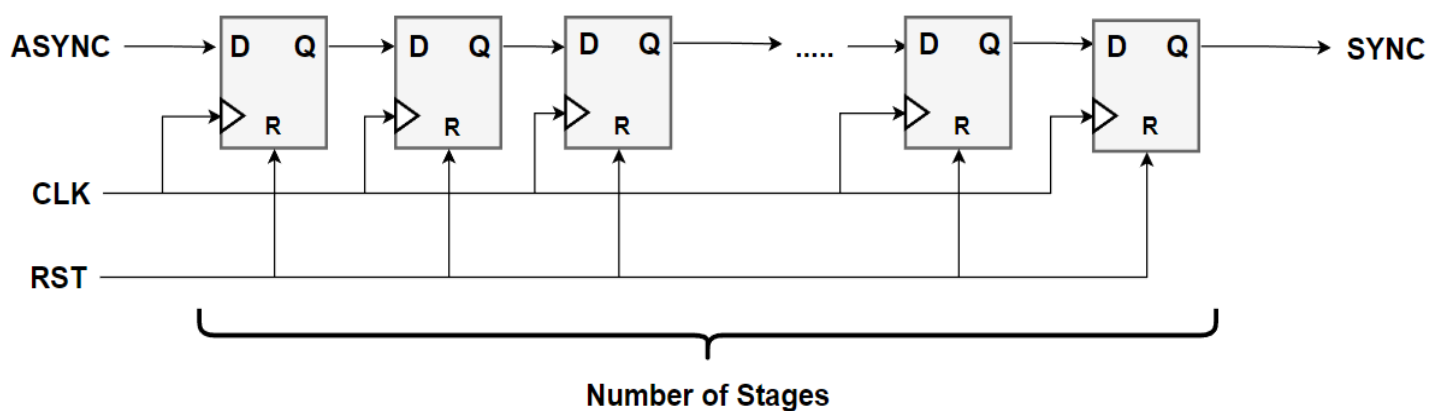 ASYNC D Q D Q D Q ..... D Q D Q SYNC
R R R R R
CLK
RST
Number of Stages